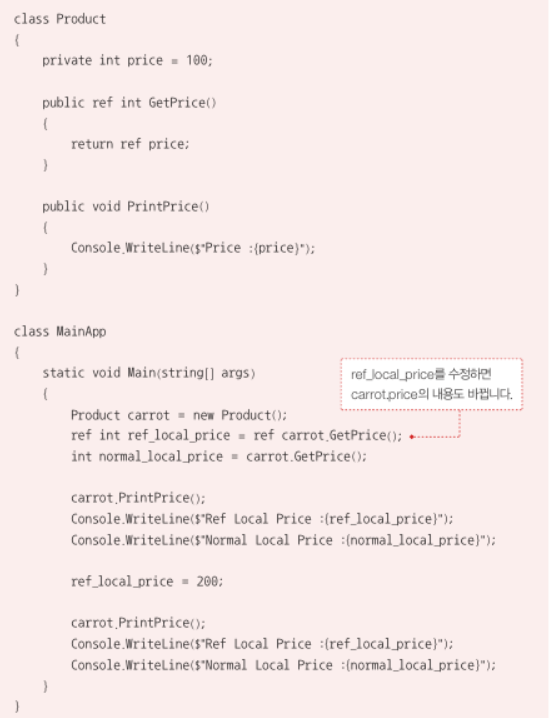 class Product
{
    private int price = 100;

    public ref int GetPrice()
    {
        return ref price;
    }

    public void PrintPrice()
    {
        Console.WriteLine($"Price :{price}");
    }
}

class MainApp
{
    static void Main(string[] args)
    {
        Product carrot = new Product();
        ref int ref_local_price = ref carrot.GetPrice();
        int normal_local_price = carrot.GetPrice();

        carrot.PrintPrice();
        Console.WriteLine($"Ref Local Price :{ref_local_price}");
        Console.WriteLine($"Normal Local Price :{normal_local_price}");

        ref_local_price = 200;

        carrot.PrintPrice();
        Console.WriteLine($"Ref Local Price :{ref_local_price}");
        Console.WriteLine($"Normal Local Price :{normal_local_price}");
    }
}
ref_local_price를 수정하면
carrot.price의 내용도 바뀝니다.